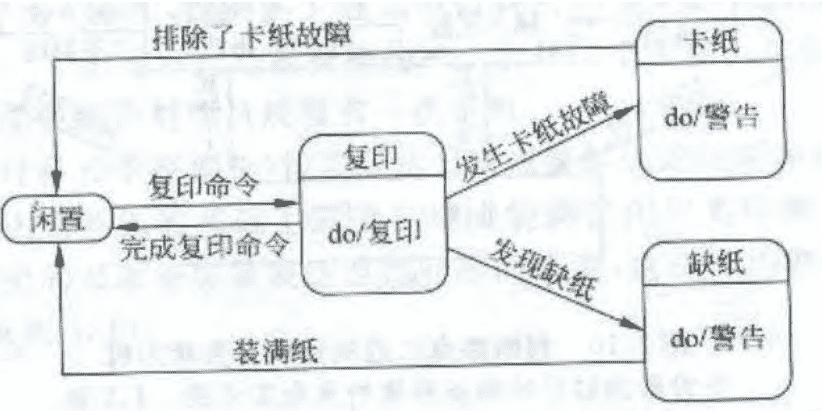 排除了卡纸故障
卡纸
do/警告
发生卡纸故障
复印
do/复印
复印命令
闲置
完成复印命令
发现缺纸
缺纸
do/警告
装满纸